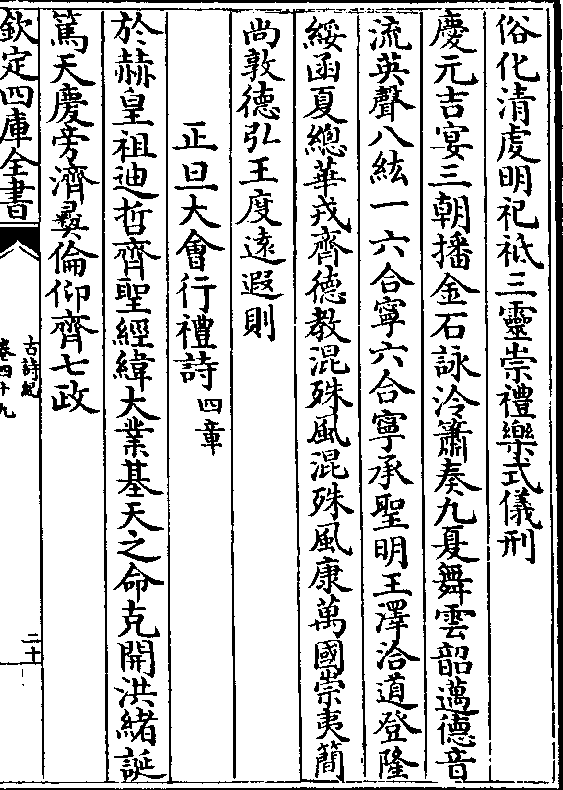 俗化清虔明祀祗三靈崇禮樂式儀刑
慶元吉宴三朝播金石詠泠簫奏九夏舞雲韶邁德音
流英聲八紘一六合寧六合寧承聖明王澤洽道登隆
綏函夏總華戎齊德教混殊風混殊風康萬國崇夷簡
尚敦德弘王度遠遐則
正旦大會行禮詩四章
於赫皇祖迪哲齊聖經緯大業基天之命克開洪緒誕
篤天慶旁濟彞倫仰齊七政
欽定四庫全書
古詩紀
卷四十九
二十